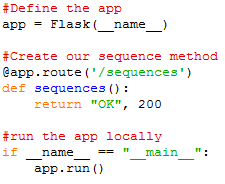 #Define the app
app = Flask(__name__)
#Create our sequence method
@app.route('/sequences')
def sequences():
    return "OK", 200
#run the app locally
if __name__ == "__main__":
    app.run()